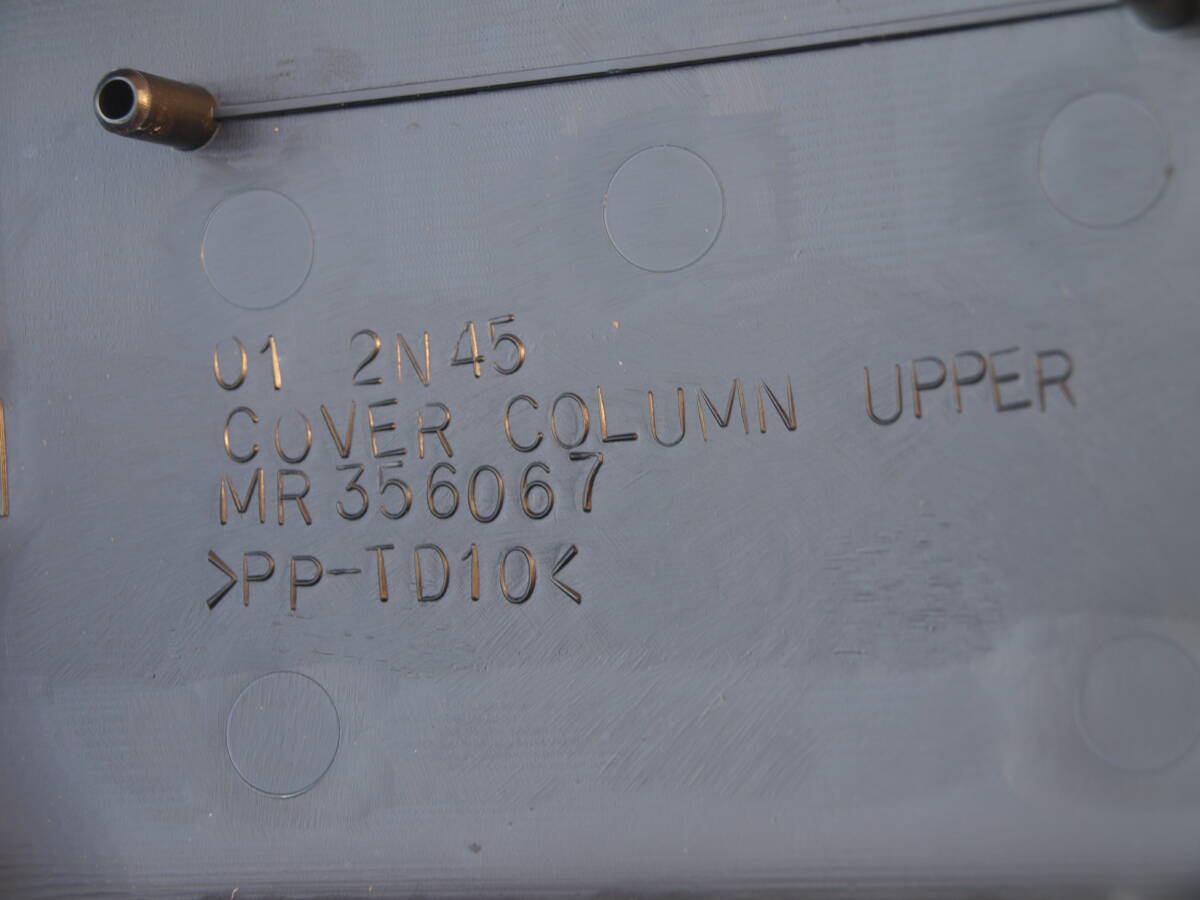 01 2N45
COVER COLUMN UPPER
MR356067
>PP-TD10<